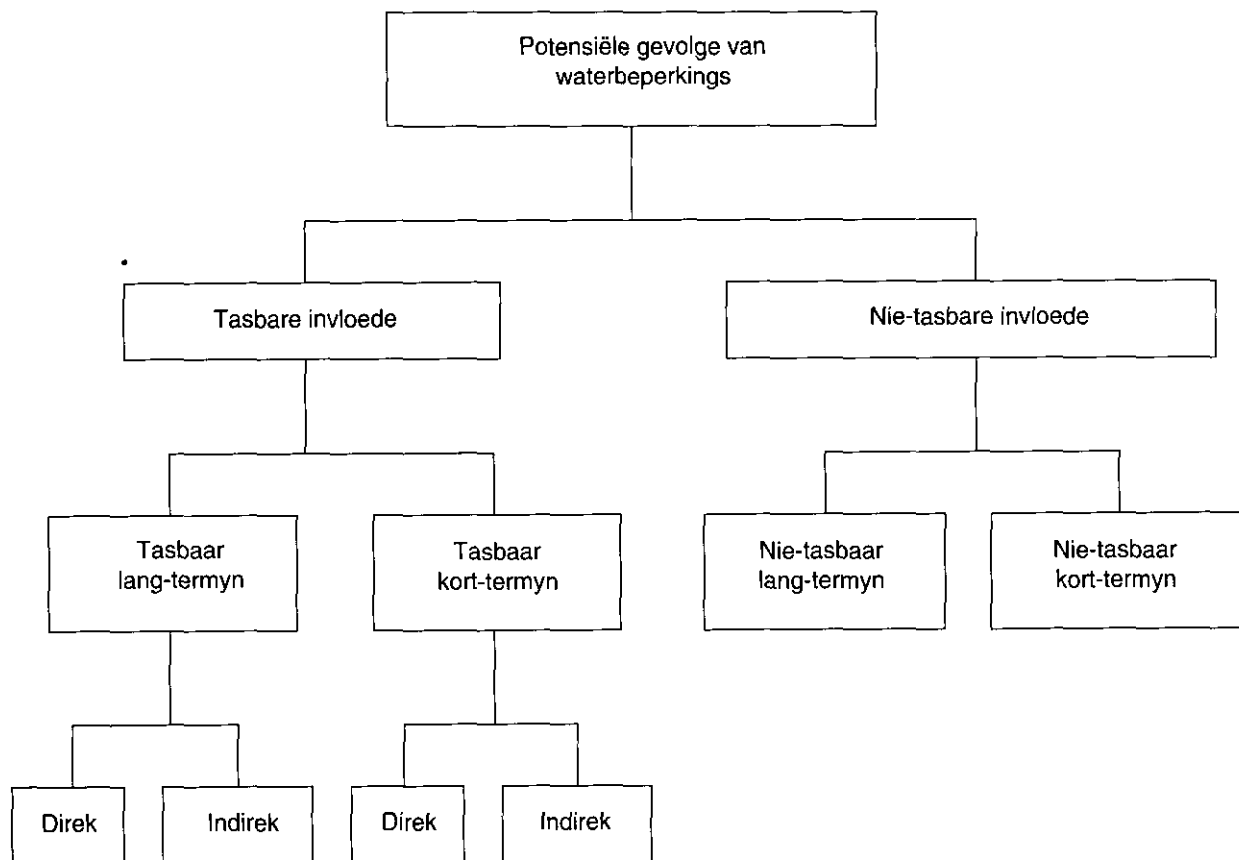 Potensiële gevolge van
waterbeperkings
Tasbare invloede
Nie-tasbare invloede
Tasbaar
lang-termyn
Tasbaar
kort-termyn
Nie-tasbaar
lang-termyn
Nie-tasbaar
kort-termyn
Direk
Indirek
Direk
Indirek